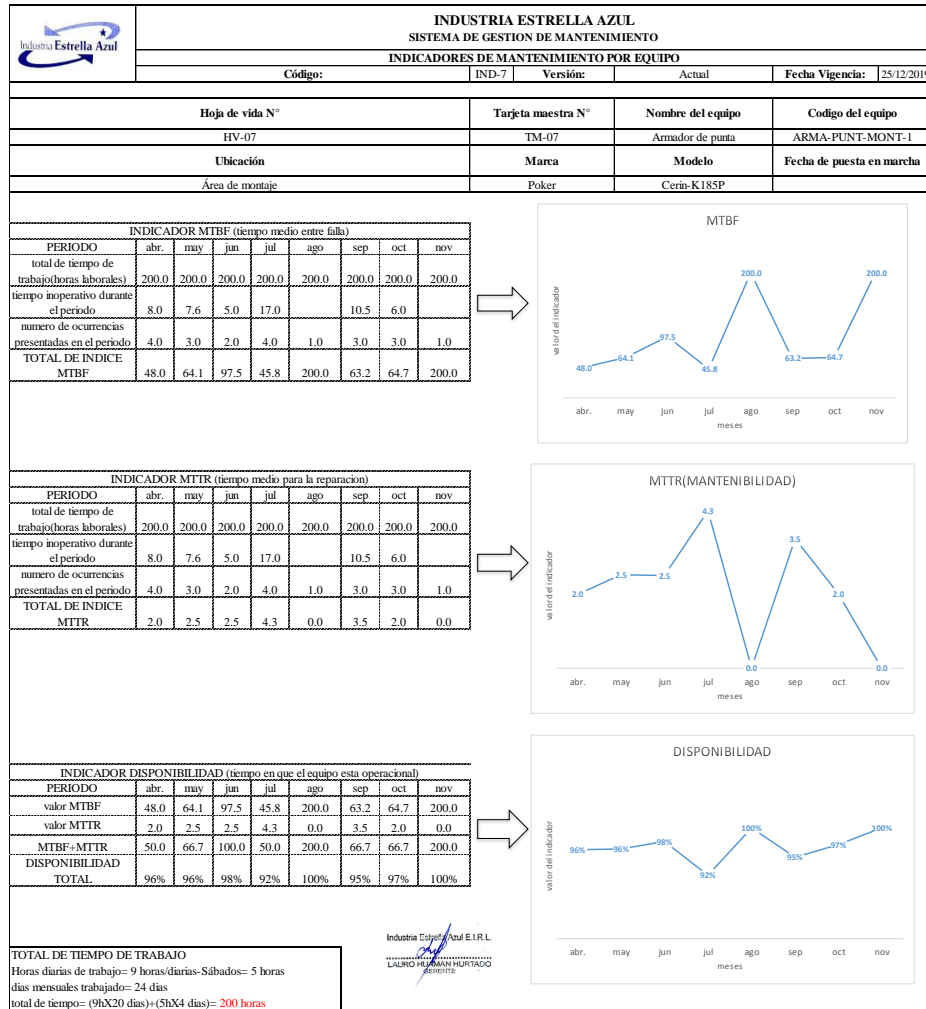 Industria Estrella Azul
INDUSTRIA ESTRELLA AZUL
SISTEMA DE GESTION DE MANTENIMIENTO
INDICADORES DE MANTENIMIENTO POR EQUIPO
Código: IND-7 Versión: Actual Fecha Vigencia: 25/12/2019
Hoja de vida N° Tarjeta maestra N° Nombre del equipo Codigo del equipo
HV-07 TM-07 Armador de punta ARMA-PUNT-MONT-1
Ubicación Marca Modelo Fecha de puesta en marcha
Área de montaje Poker Cerin-K185P
INDICADOR MTBF (tiempo medio entre falla)
PERIODO abr. may jun jul ago sep oct nov
total de tiempo de
trabajo(horas laborales) 200.0 200.0 200.0 200.0 200.0 200.0 200.0 200.0
tiempo inoperativo durante
el periodo 8.0 7.6 5.0 17.0 10.5 6.0
numero de ocurrencias
presentadas en el periodo 4.0 3.0 2.0 4.0 1.0 3.0 3.0 1.0
TOTAL DE INDICE
MTBF 48.0 64.1 97.5 45.8 200.0 63.2 64.7 200.0
MTBF
valor del indicador
48.0 64.1 97.5 45.8 200.0 63.2 64.7 200.0
abr. may jun jul ago sep oct nov
meses
INDICADOR MTTR (tiempo medio para la reparacion)
PERIODO abr. may jun jul ago sep oct nov
total de tiempo de
trabajo(horas laborales) 200.0 200.0 200.0 200.0 200.0 200.0 200.0 200.0
tiempo inoperativo durante
el periodo 8.0 7.6 5.0 17.0 10.5 6.0
numero de ocurrencias
presentadas en el periodo 4.0 3.0 2.0 4.0 1.0 3.0 3.0 1.0
TOTAL DE INDICE
MTTR 2.0 2.5 2.5 4.3 0.0 3.5 2.0 0.0
MTTR(MANTENIBILIDAD)
valor del indicador
2.0 2.5 2.5 4.3 0.0 3.5 2.0 0.0
abr. may jun jul ago sep oct nov
meses
INDICADOR DISPONIBILIDAD (tiempo en que el equipo esta operacional)
PERIODO abr. may jun jul ago sep oct nov
valor MTBF 48.0 64.1 97.5 45.8 200.0 63.2 64.7 200.0
valor MTTR 2.0 2.5 2.5 4.3 0.0 3.5 2.0 0.0
MTBF+MTTR 50.0 66.7 100.0 50.0 200.0 66.7 66.7 200.0
DISPONIBILIDAD
TOTAL 96% 96% 98% 92% 100% 95% 97% 100%
DISPONIBILIDAD
valor del indicador
96% 96% 98% 92% 100% 95% 97% 100%
abr. may jun jul ago sep oct nov
meses
Industria Estrella Azul E.I.R.L.
LAURO HUAMAN HURTADO
GERENTE
TOTAL DE TIEMPO DE TRABAJO
Horas diarias de trabajo= 9 horas/diarias-Sábados= 5 horas
dias mensuales trabajado= 24 dias
total de tiempo= (9hX20 dias)+(5hX4 dias)= 200 horas